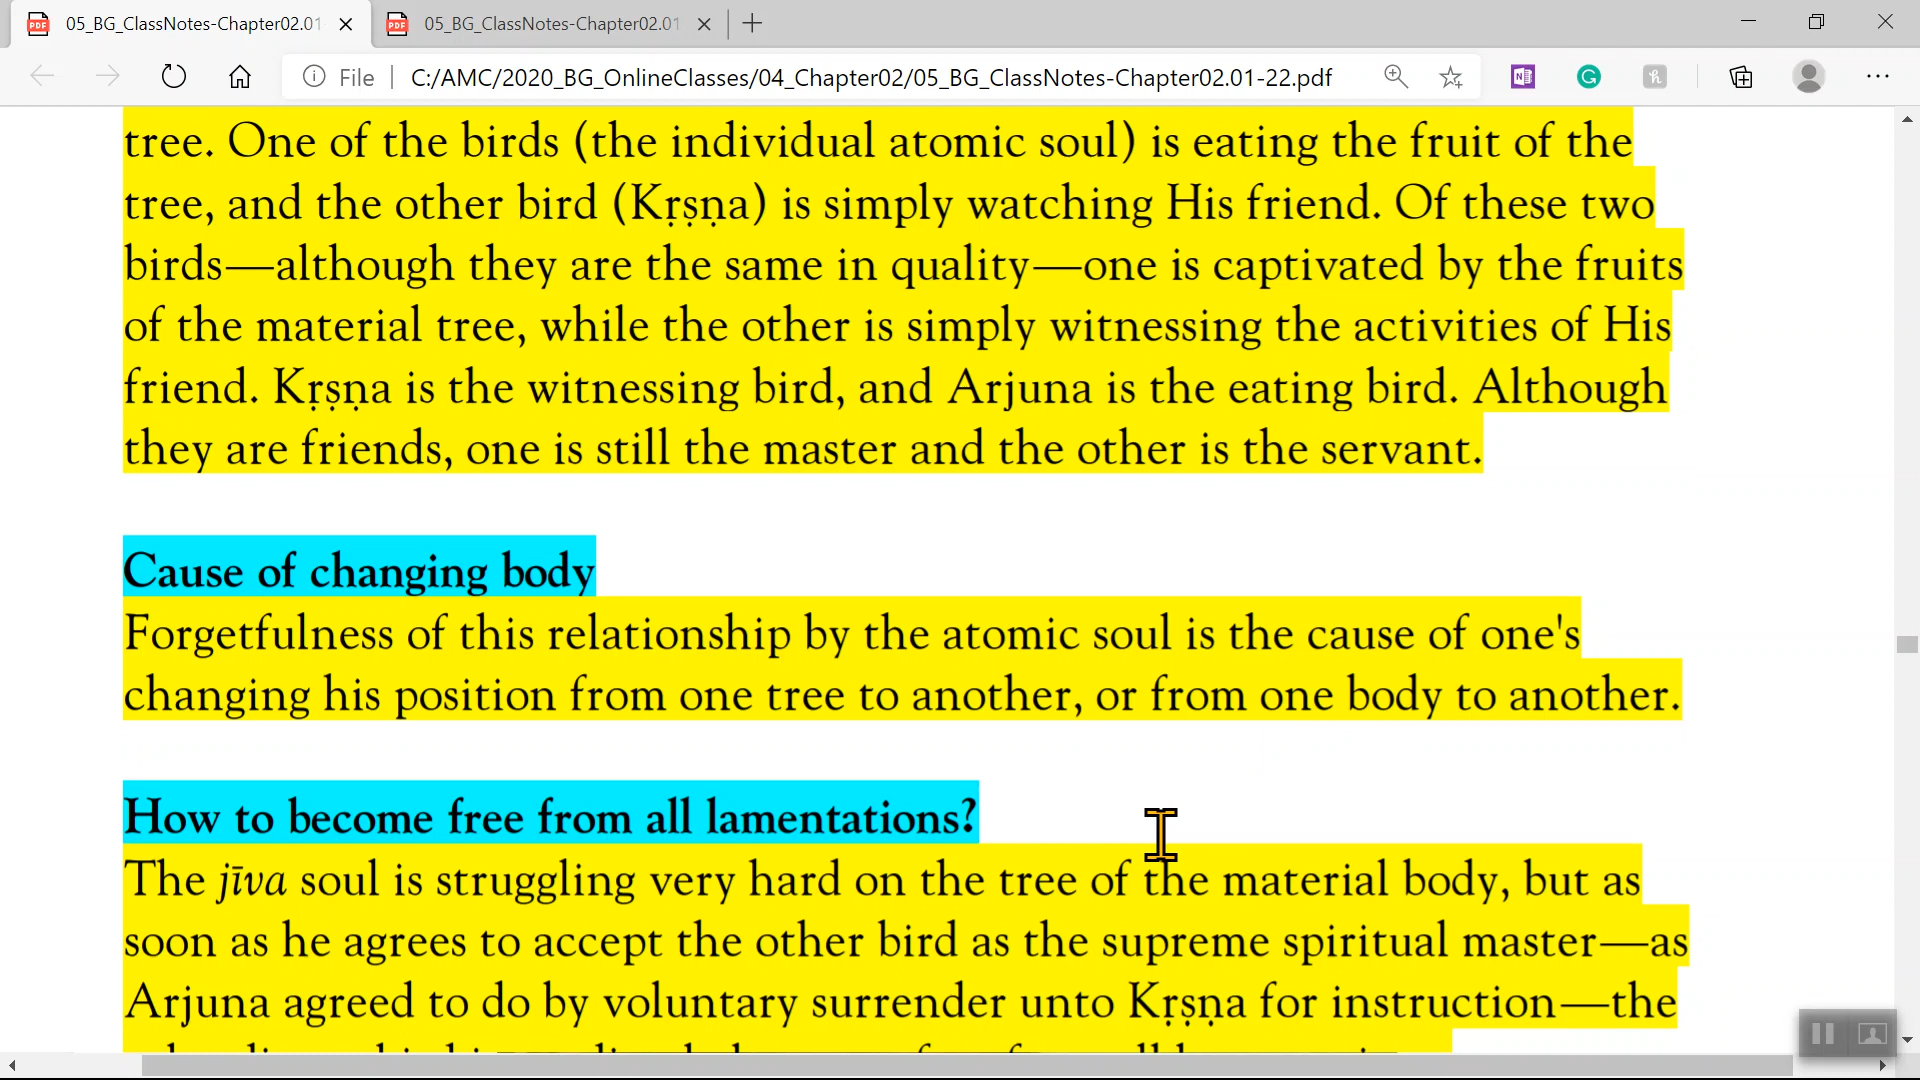 05_BG_ClassNotes-Chapter02.01
05_BG_ClassNotes-Chapter02.01
File
C:/AMC/2020_BG_OnlineClasses/04_Chapter02/05_BG_ClassNotes-Chapter02.01-22.pdf
tree. One of the birds (the individual atomic soul) is eating the fruit of the
tree, and the other bird (Kṛṣṇa) is simply watching His friend. Of these two
birds—although they are the same in quality—one is captivated by the fruits
of the material tree, while the other is simply witnessing the activities of His
friend. Kṛṣṇa is the witnessing bird, and Arjuna is the eating bird. Although
they are friends, one is still the master and the other is the servant.
Cause of changing body
Forgetfulness of this relationship by the atomic soul is the cause of one's
changing his position from one tree to another, or from one body to another.
How to become free from all lamentations?
The jīva soul is struggling very hard on the tree of the material body, but as
soon as he agrees to accept the other bird as the supreme spiritual master—as
Arjuna agreed to do by voluntary surrender unto Kṛṣṇa for instruction—the